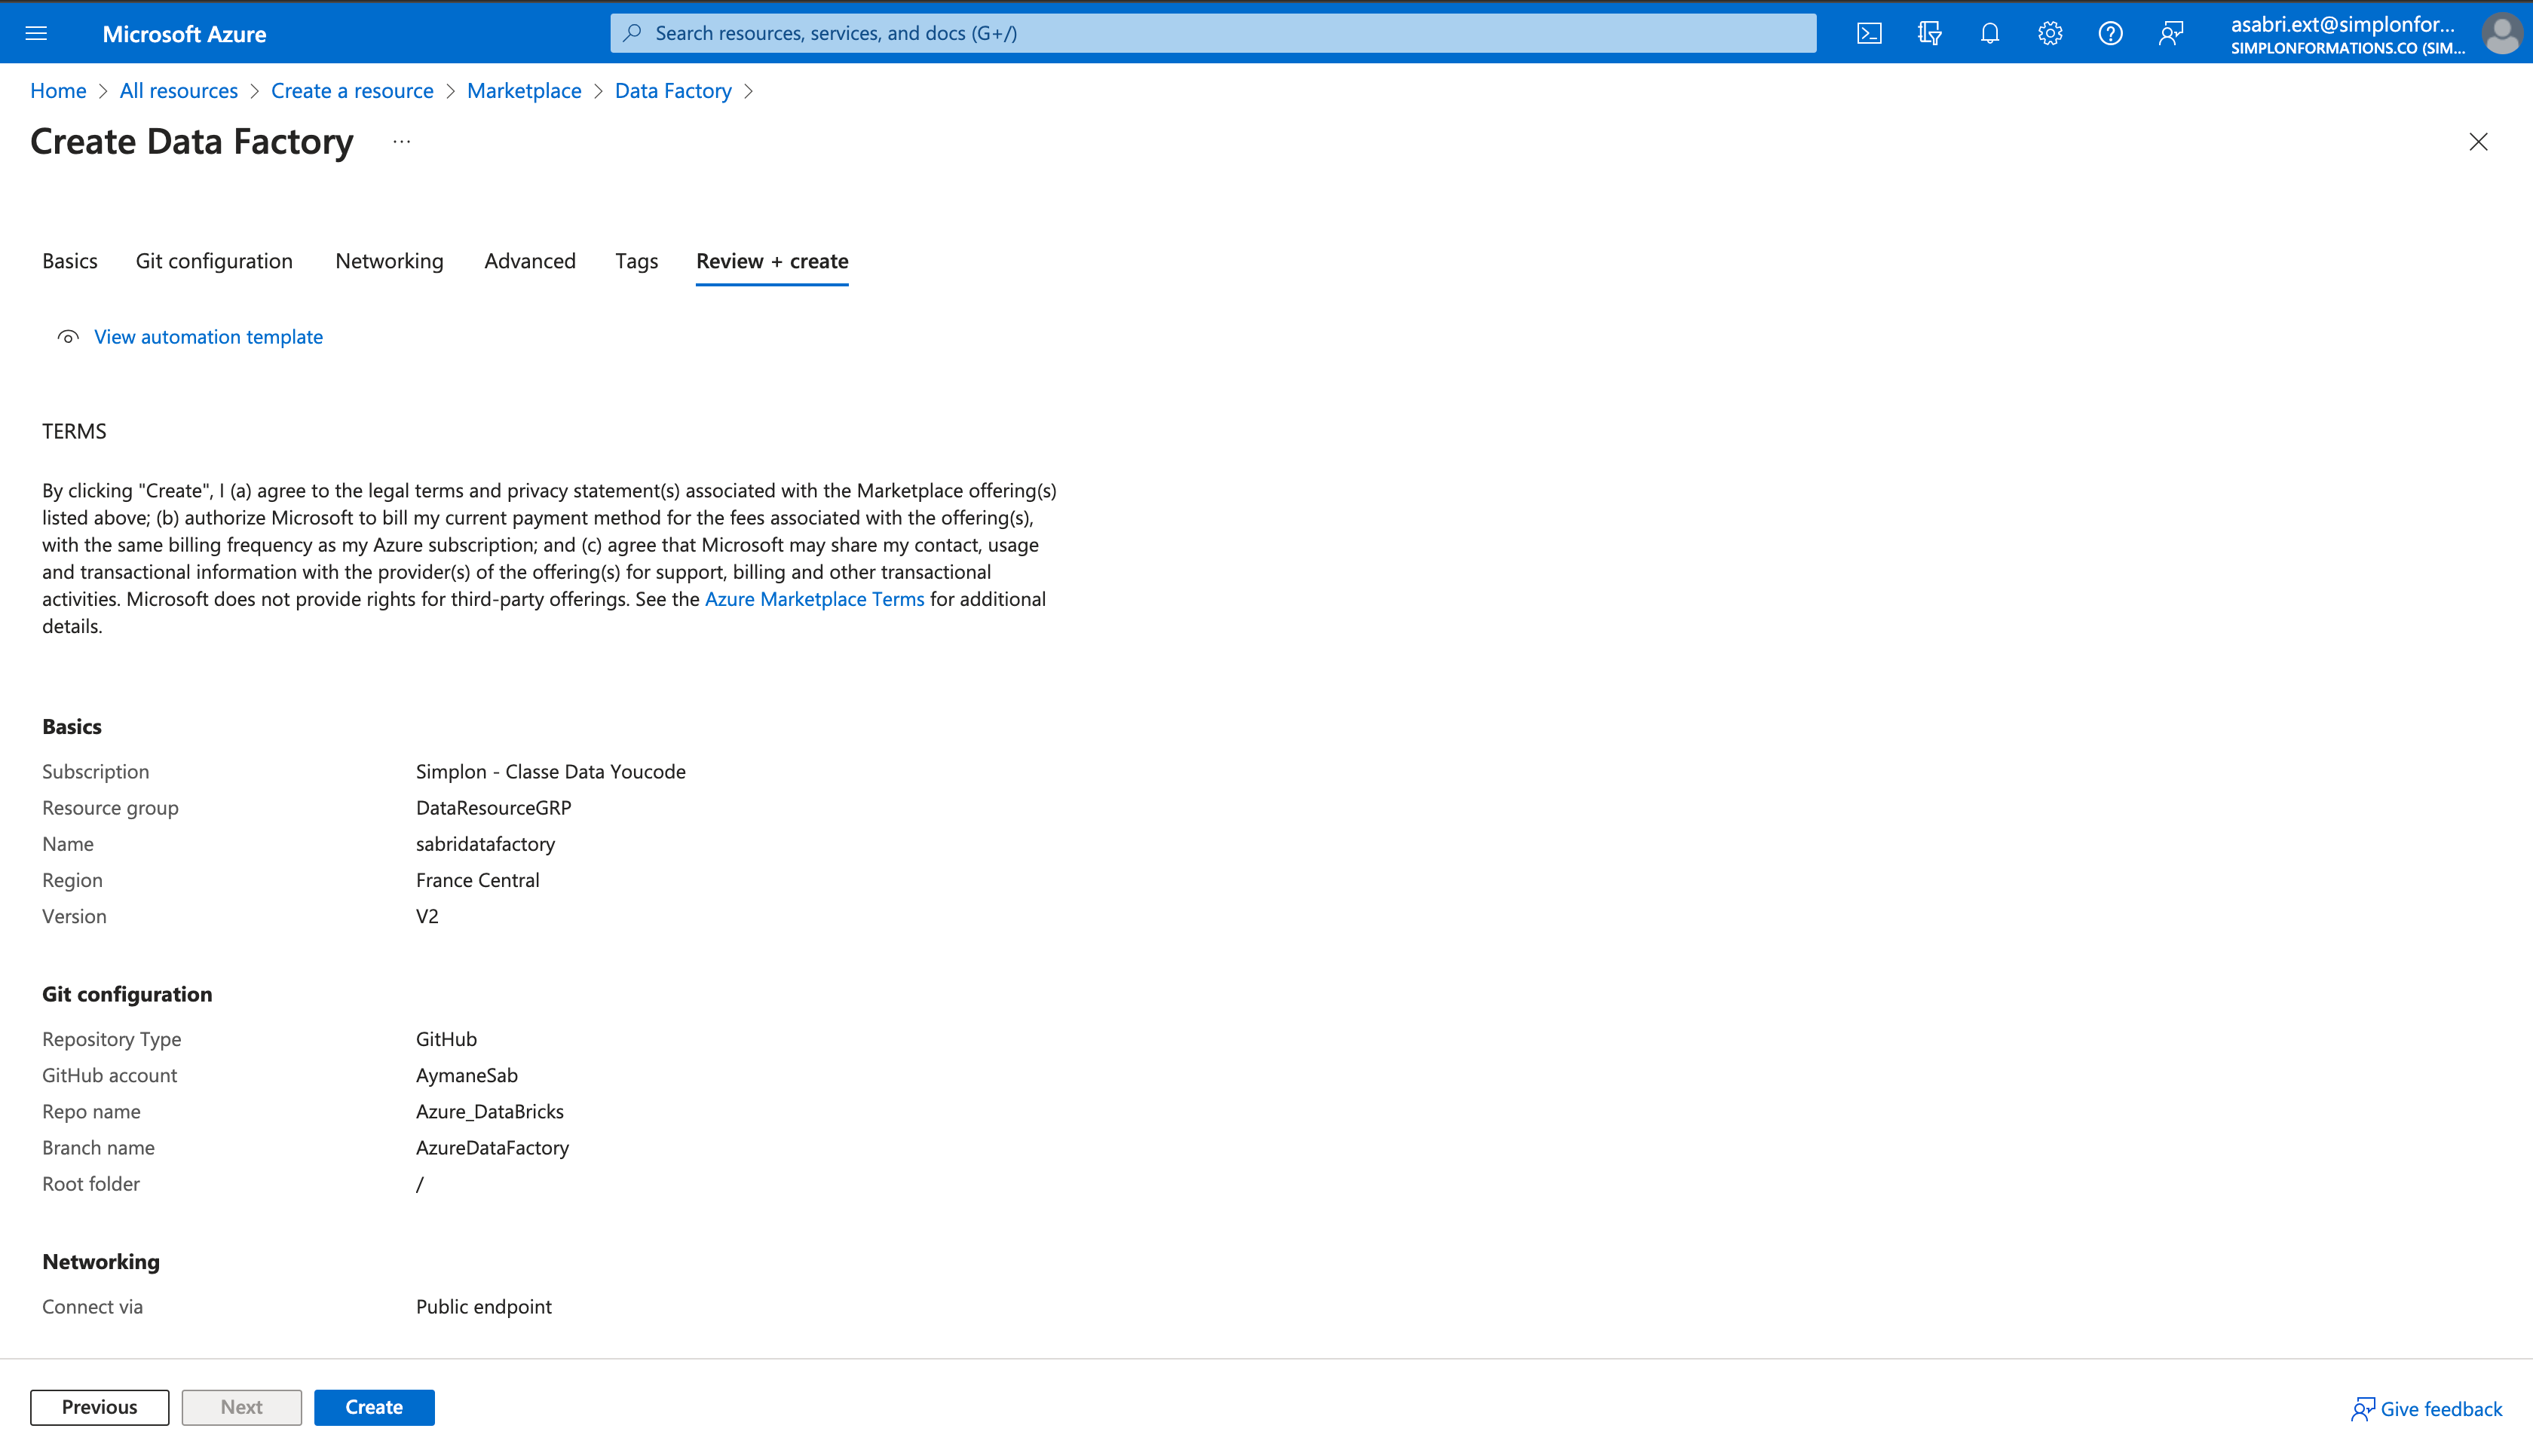 Microsoft Azure
Search resources, services, and docs (G+/)
asabri.ext@simplonfor...
SIMPLONFORMATIONS.CO (SIM...
Home > All resources > Create a resource > Marketplace > Data Factory >
Create Data Factory ...
Basics Git configuration Networking Advanced Tags Review + create
View automation template
TERMS
By clicking "Create", I (a) agree to the legal terms and privacy statement(s) associated with the Marketplace offering(s)
listed above; (b) authorize Microsoft to bill my current payment method for the fees associated with the offering(s),
with the same billing frequency as my Azure subscription; and (c) agree that Microsoft may share my contact, usage
and transactional information with the provider(s) of the offering(s) for support, billing and other transactional
activities. Microsoft does not provide rights for third-party offerings. See the Azure Marketplace Terms for additional
details.
Basics
Subscription Simplon - Classe Data Youcode
Resource group DataResourceGRP
Name sabridatafactory
Region France Central
Version V2
Git configuration
Repository Type GitHub
GitHub account AymaneSab
Repo name Azure_DataBricks
Branch name AzureDataFactory
Root folder /
Networking
Connect via Public endpoint
Previous Next Create
Give feedback